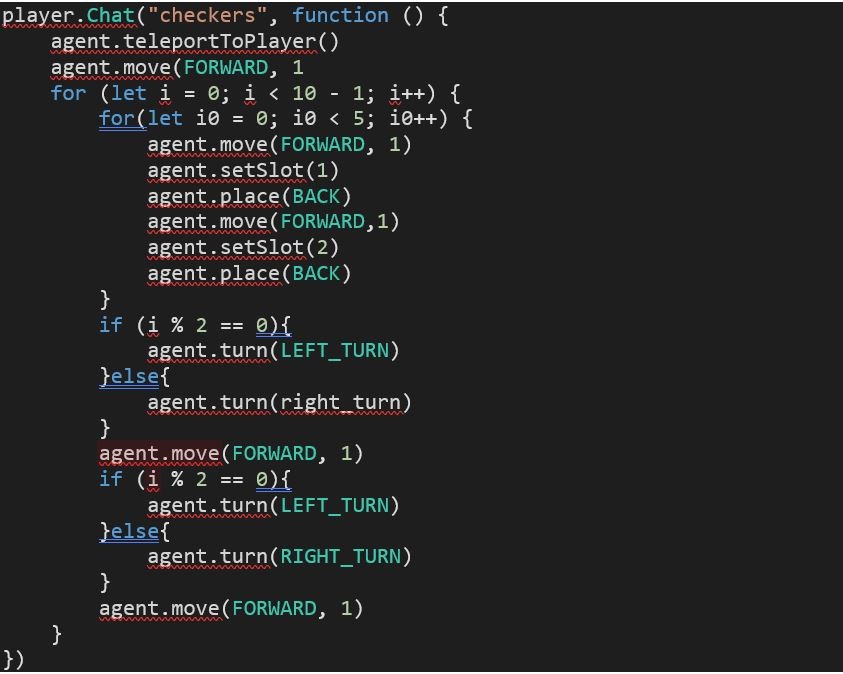 player.Chat("checkers", function () {
    agent.teleportToPlayer()
    agent.move(FORWARD, 1
    for (let i = 0; i < 10 - 1; i++) {
        for(let i0 = 0; i0 < 5; i0++) {
            agent.move(FORWARD, 1)
            agent.setSlot(1)
            agent.place(BACK)
            agent.move(FORWARD,1)
            agent.setSlot(2)
            agent.place(BACK)
        }
        if (i % 2 == 0){
            agent.turn(LEFT_TURN)
        }else{
            agent.turn(right_turn)
        }
        agent.move(FORWARD, 1)
        if (i % 2 == 0){
            agent.turn(LEFT_TURN)
        }else{
            agent.turn(RIGHT_TURN)
        }
        agent.move(FORWARD, 1)
    }
})